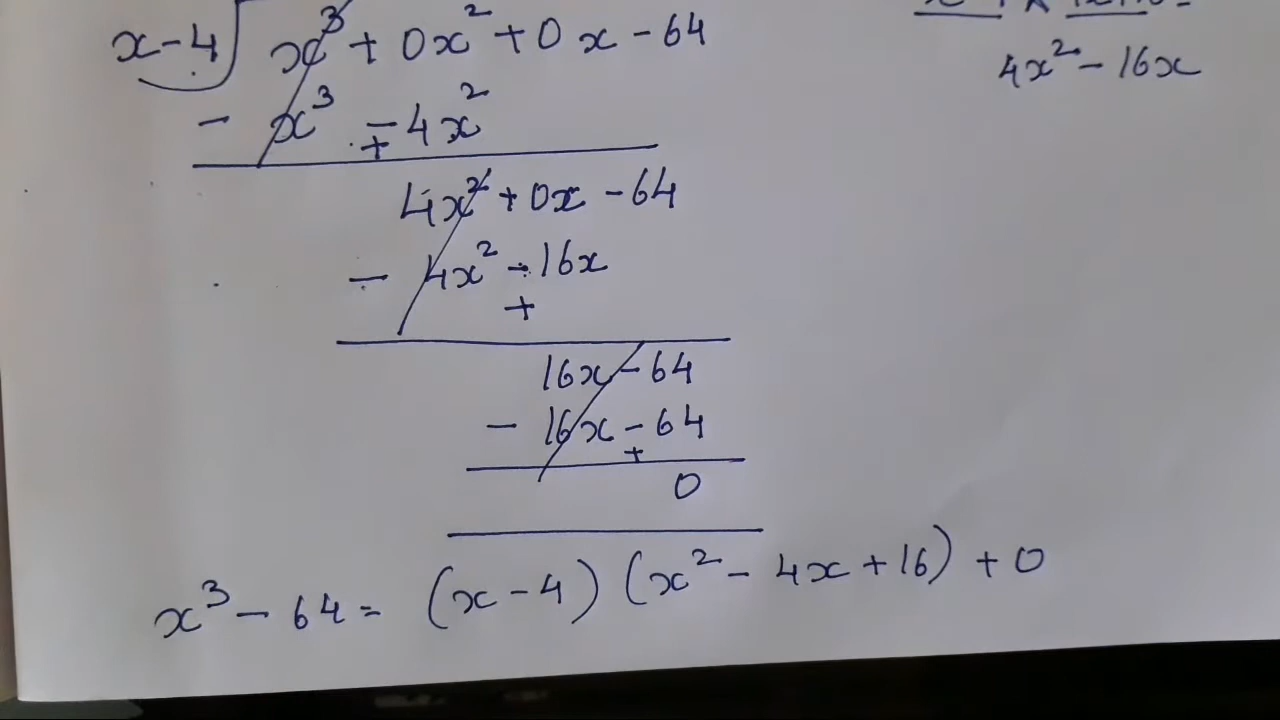 x-4) x³ + 0x² + 0x - 64
4x² - 16x
- x³ - 4x²
+
4x² + 0x - 64
- 4x² - 16x
+
16x - 64
- 16x - 64
+
0
x³ - 64 = (x-4) (x² - 4x + 16) + 0